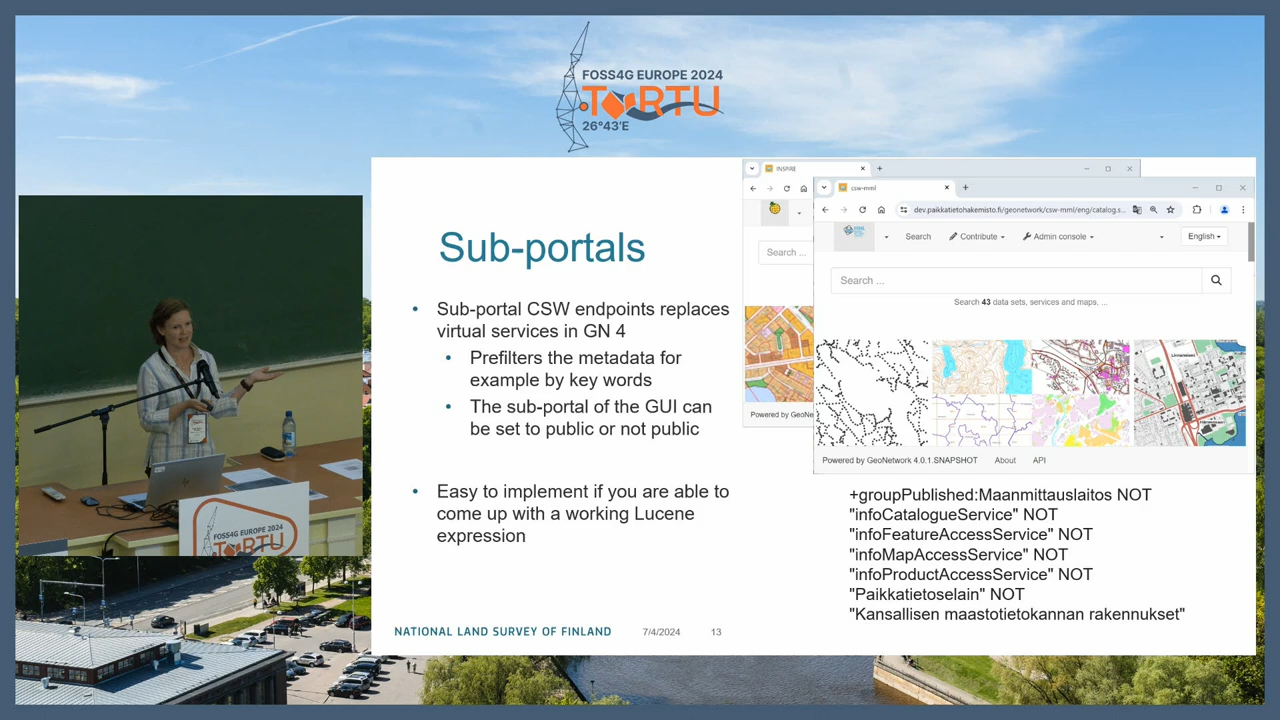 FOSS4G EUROPE 2024
TORTU
26°43'E
Sub-portals
• Sub-portal CSW endpoints replaces
virtual services in GN 4
• Prefilters the metadata for
example by key words
• The sub-portal of the GUI can
be set to public or not public
• Easy to implement if you are able to
come up with a working Lucene
expression
NATIONAL LAND SURVEY OF FINLAND
7/4/2024
13
INSPIRE
Search ...
Powered by GeoNe
csw-mml
dev.paikkatietohakemisto.fi/geonetwork/csw-mml/eng/catalog.s...
Search
Contribute
Admin console
English
Search ...
Search 43 data sets, services and maps. ...
Powered by GeoNetwork 4.0.1.SNAPSHOT
About
API
+groupPublished:Maanmittauslaitos NOT
"infoCatalogueService" NOT
"infoFeatureAccessService" NOT
"infoMapAccessService" NOT
"infoProductAccessService" NOT
"Paikkatietoselain" NOT
"Kansallisen maastotietokannan rakennukset"
FOSS4G EUROPE 2024
TORTU